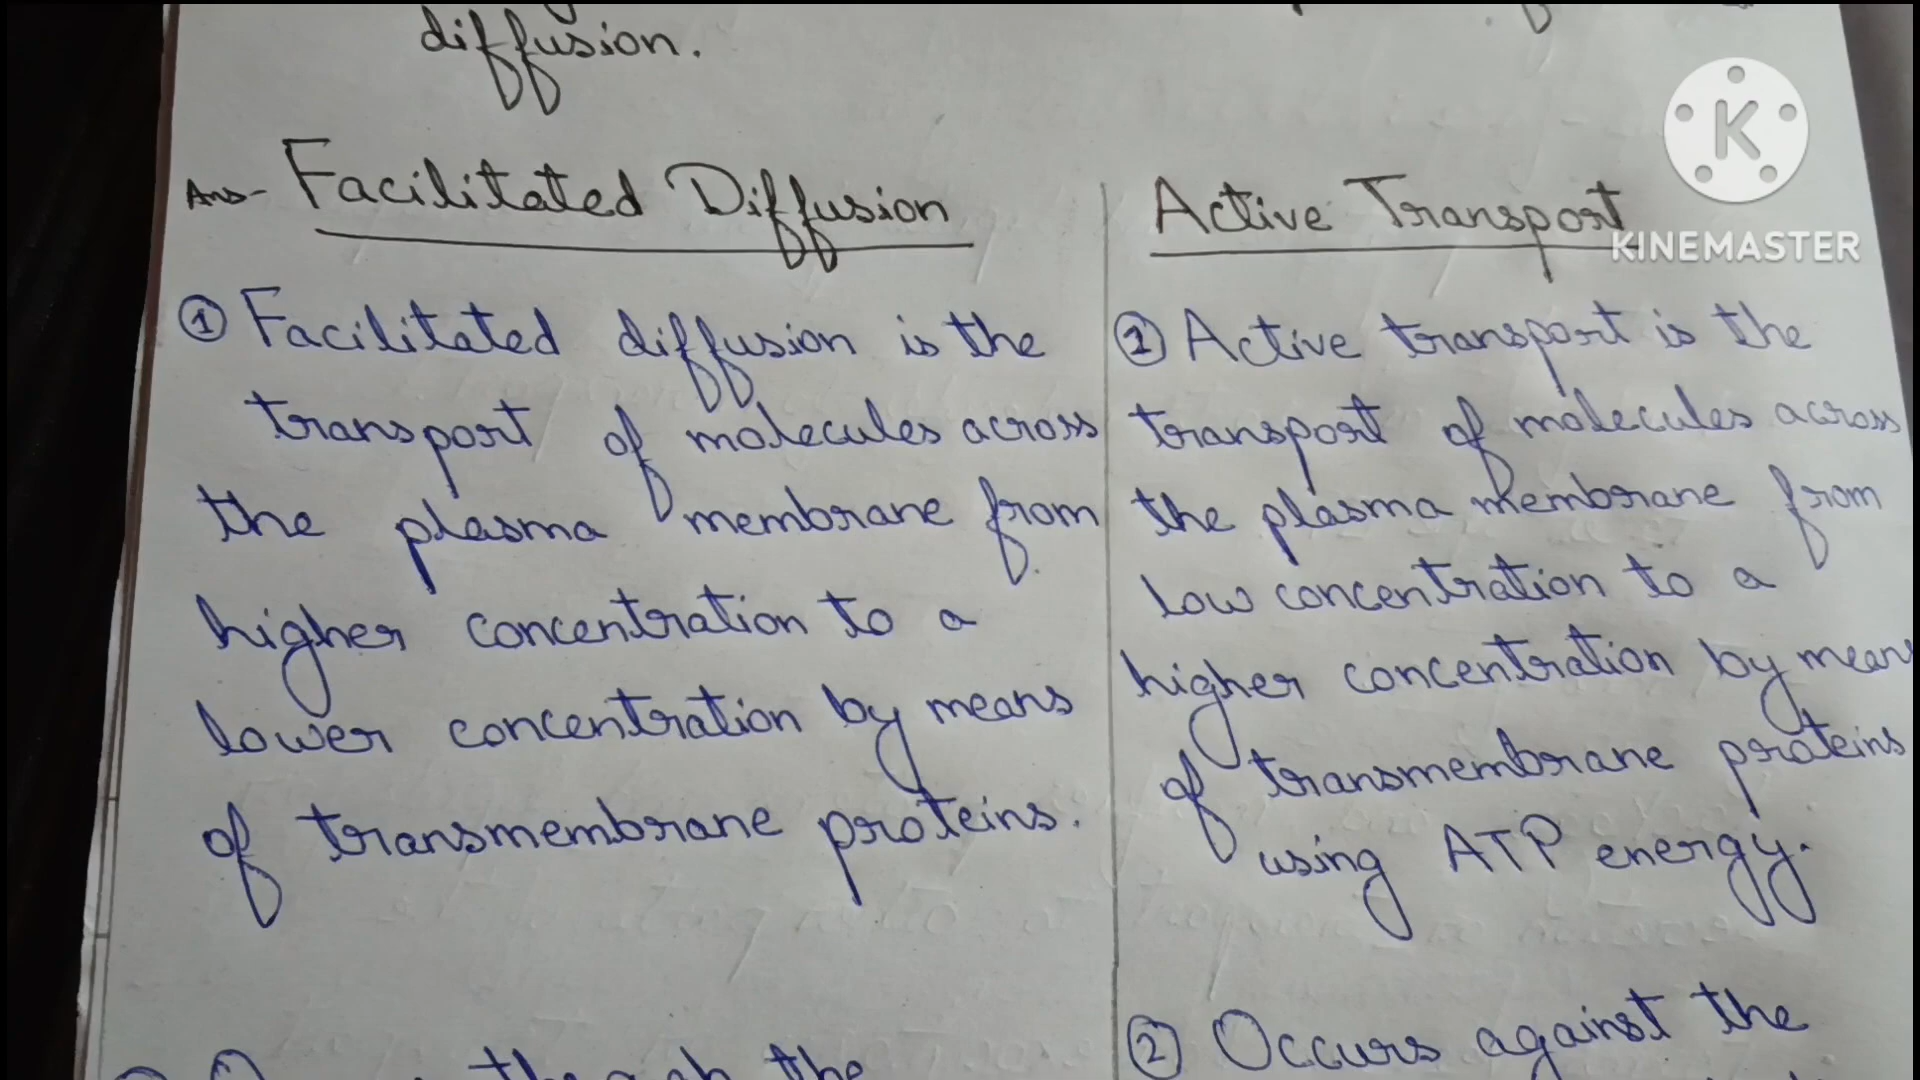 diffusion.
Ans- Facilitated Diffusion
① Facilitated diffusion is the
transport of molecules across
the plasma membrane from
higher concentration to a
lower concentration by means
of transmembrane proteins.
Active Transport
① Active transport is the
transport of molecules across
the plasma membrane from
low concentration to a
higher concentration by means
of transmembrane proteins
using ATP energy.
② Occurs against the
the
KINEMASTER